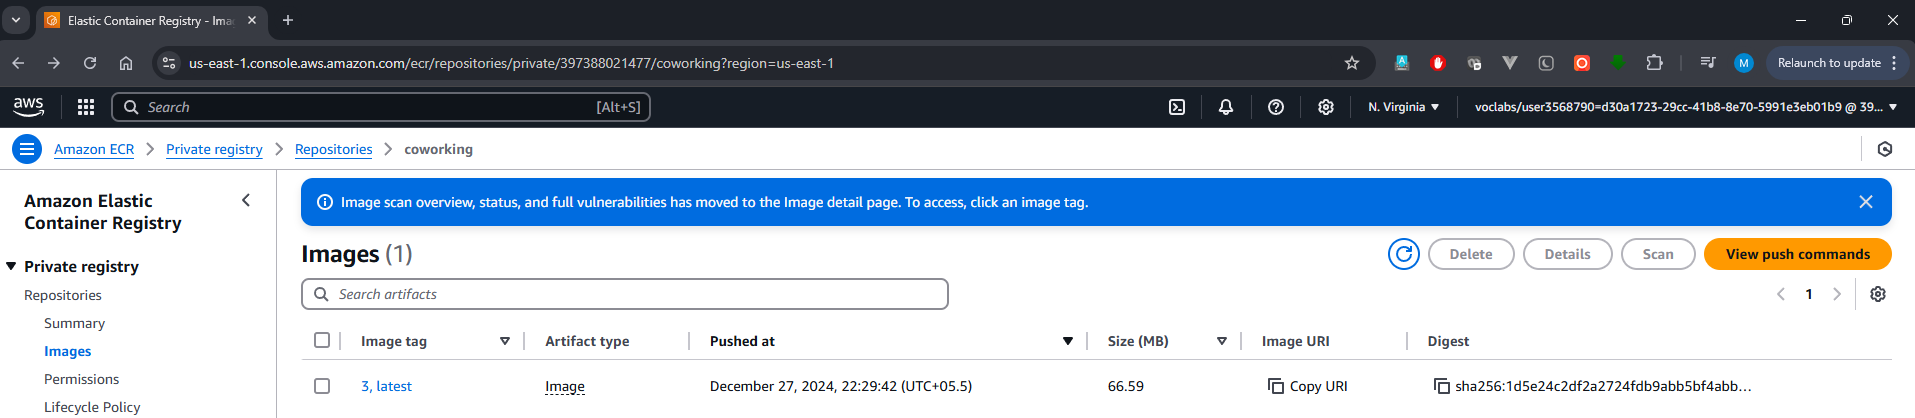 Elastic Container Registry - Ima
us-east-1.console.aws.amazon.com/ecr/repositories/private/397388021477/coworking?region=us-east-1
M
Relaunch to update
aws
Search
[Alt+S]
N. Virginia
voclabs/user3568790=d30a1723-29cc-41b8-8e70-5991e3eb01b9 @ 39...
Amazon ECR
Private registry
Repositories
coworking
Amazon Elastic
Container Registry
Private registry
Repositories
Summary
Images
Permissions
Lifecycle Policy
Image scan overview, status, and full vulnerabilities has moved to the Image detail page. To access, click an image tag.
Images (1)
Delete
Details
Scan
View push commands
Search artifacts
1
Image tag Artifact type Pushed at Size (MB) Image URI Digest
3, latest Image December 27, 2024, 22:29:42 (UTC+05.5) 66.59 Copy URI sha256:1d5e24c2df2a2724fdb9abb5bf4abb...